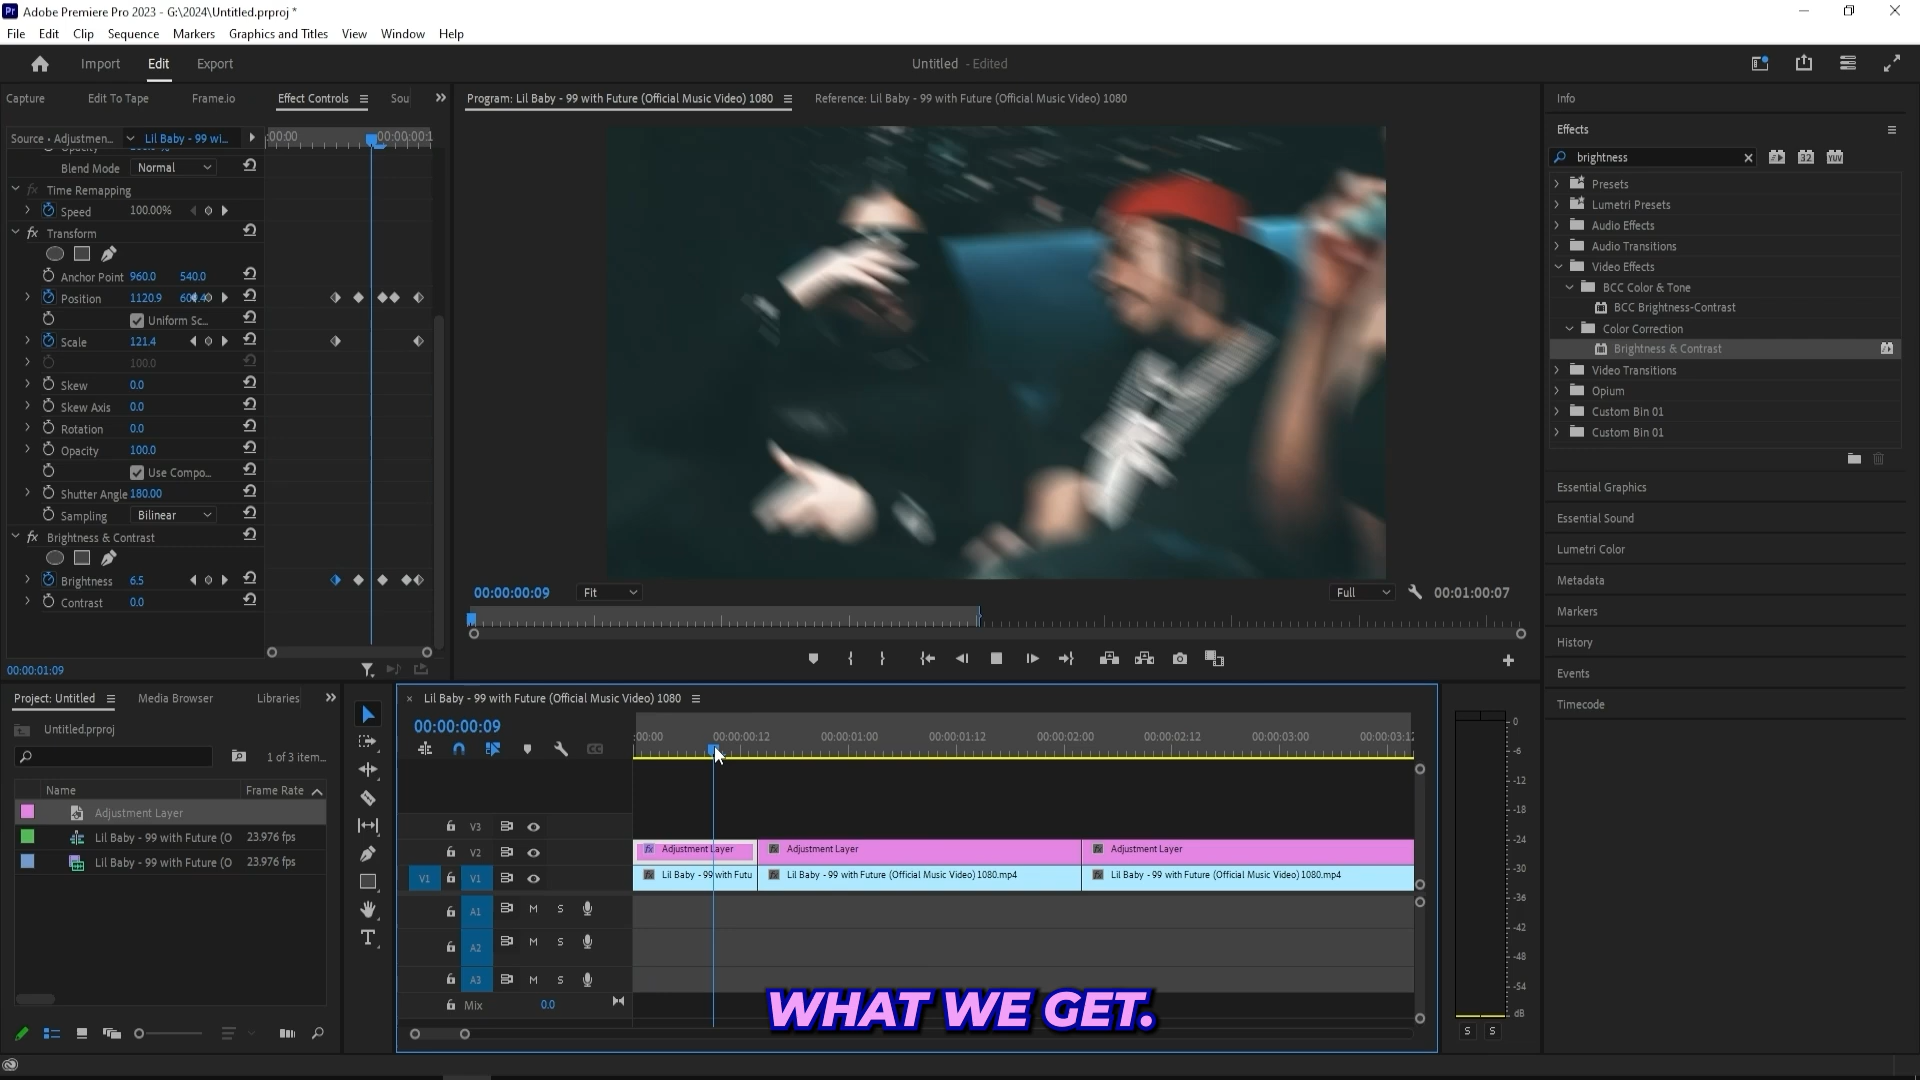 Adobe Premiere Pro 2023 - G:\2024\Untitled.prproj *
File Edit Clip Sequence Markers Graphics and Titles View Window Help
Import Edit Export
Untitled - Edited
Capture Edit To Tape Frame.io Effect Controls Sou
Source • Adjustmen... Lil Baby - 99 wi...
:00:00 00:00:00:1
Blend Mode Normal
Time Remapping
Speed 100.00%
Transform
Anchor Point 960.0 540.0
Position 1120.9
Uniform Sc...
Scale 121.4
100.0
Skew 0.0
Skew Axis 0.0
Rotation 0.0
Opacity 100.0
Use Compo...
Shutter Angle 180.00
Sampling Bilinear
Brightness & Contrast
Brightness 6.5
Contrast 0.0
00:00:01:09
Program: Lil Baby - 99 with Future (Official Music Video) 1080
Reference: Lil Baby - 99 with Future (Official Music Video) 1080
00:00:00:09 Fit Full 00:01:00:07
Info
Effects
brightness
Presets
Lumetri Presets
Audio Effects
Audio Transitions
Video Effects
BCC Color & Tone
BCC Brightness-Contrast
Color Correction
Brightness & Contrast
Video Transitions
Opium
Custom Bin 01
Custom Bin 01
Essential Graphics
Essential Sound
Lumetri Color
Metadata
Markers
History
Events
Timecode
Project: Untitled Media Browser Libraries
Untitled.prproj
1 of 3 item...
Name Frame Rate
Adjustment Layer
Lil Baby - 99 with Future (O 23.976 fps
Lil Baby - 99 with Future (O 23.976 fps
Lil Baby - 99 with Future (Official Music Video) 1080
00:00:00:09
:00:00 00:00:00:12 00:00:01:00 00:00:01:12 00:00:02:00 00:00:02:12 00:00:03:00 00:00:03:12
V3
V2 Adjustment Layer Adjustment Layer Adjustment Layer
V1 V1 Lil Baby - 99 with Futu Lil Baby - 99 with Future (Official Music Video) 1080.mp4 Lil Baby - 99 with Future (Official Music Video) 1080.mp4
A1 M S
A2 M S
A3 M S
Mix 0.0
0
-6
-12
-18
-24
-30
-36
-42
-48
-54
dB
S S
WHAT WE GET.